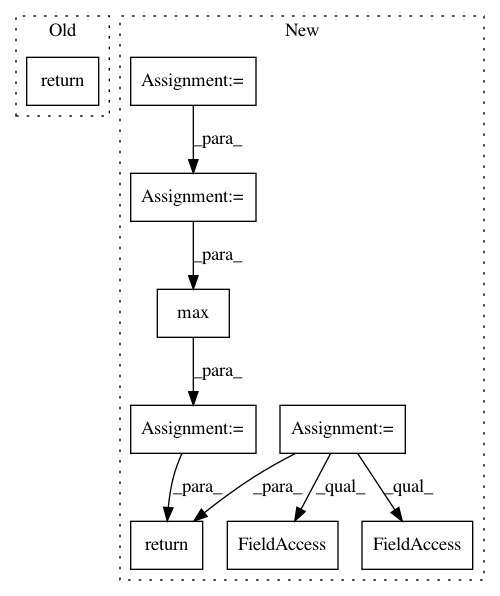 Old
New
return
Assignment:=
_para_
Assignment:=
_para_
max
_para_
Assignment:=
Assignment:=
_para_
_para_
_qual_
_qual_
return
FieldAccess
FieldAccess